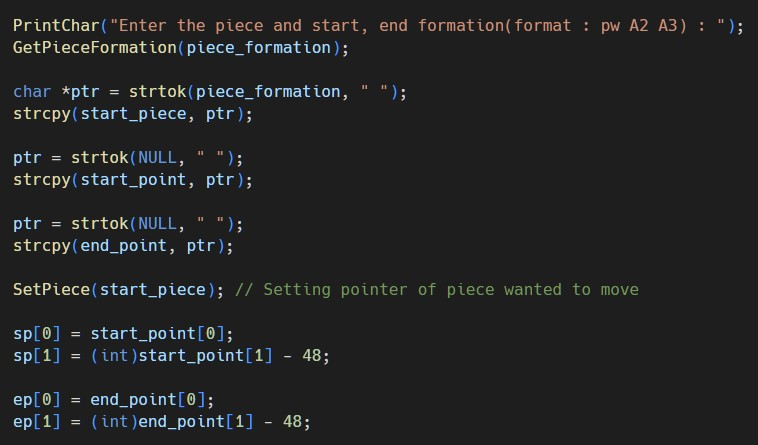 PrintChar("Enter the piece and start, end formation(format : pw A2 A3) : ");
GetPieceFormation(piece_formation);
char *ptr = strtok(piece_formation, " ");
strcpy(start_piece, ptr);
ptr = strtok(NULL, " ");
strcpy(start_point, ptr);
ptr = strtok(NULL, " ");
strcpy(end_point, ptr);
SetPiece(start_piece); // Setting pointer of piece wanted to move
sp[0] = start_point[0];
sp[1] = (int)start_point[1] - 48;
ep[0] = end_point[0];
ep[1] = (int)end_point[1] - 48;